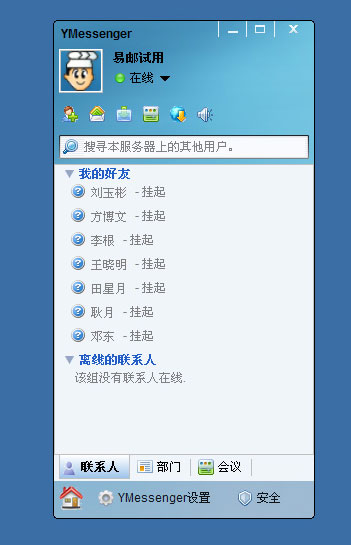 YMessenger
易邮试用
在线
搜寻本服务器上的其他用户。
我的好友
刘玉彬 - 挂起
方博文 - 挂起
李根 - 挂起
王晓明 - 挂起
田星月 - 挂起
耿月 - 挂起
邓东 - 挂起
离线的联系人
该组没有联系人在线.
联系人 部门 会议
YMessenger设置 安全